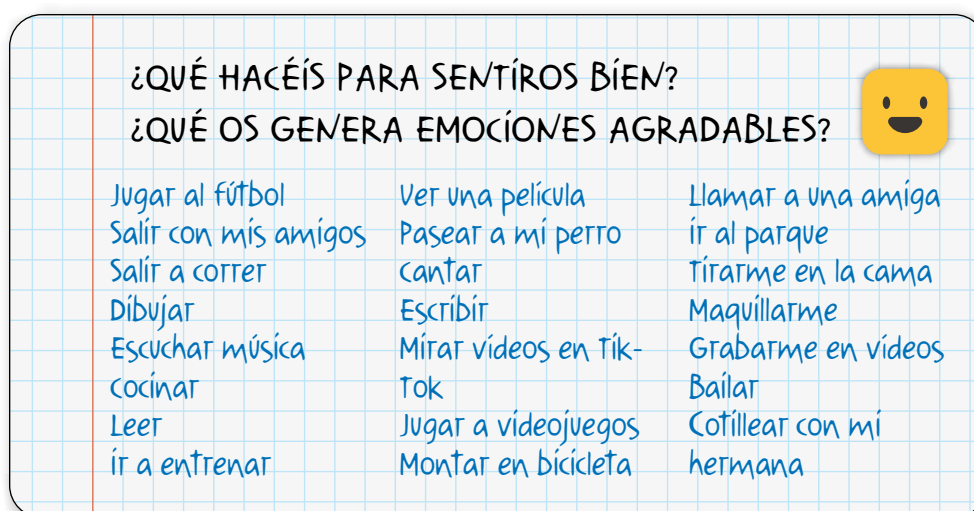 ¿QUÉ HACÉIS PARA SENTIROS BIEN?
¿QUÉ OS GENERA EMOCIONES AGRADABLES?
Jugar al fútbol
Salir con mis amigos
Salir a correr
Dibujar
Escuchar música
Cocinar
Leer
Ir a entrenar
Ver una película
Pasear a mi perro
Cantar
Escribir
Mirar vídeos en Tik-
Tok
Jugar a videojuegos
Montar en bicicleta
Llamar a una amiga
Ir al parque
Tirarme en la cama
Maquillarme
Grabarme en vídeos
Bailar
Cotillear con mi
hermana